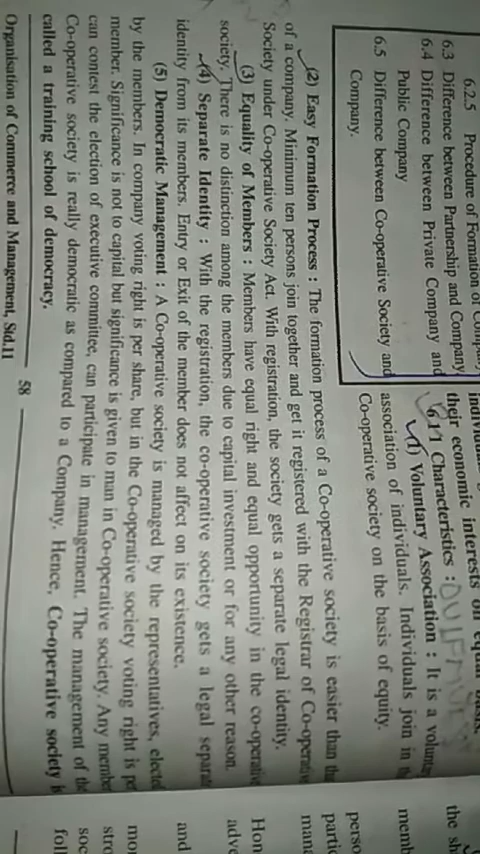 6.2.5 Procedure of Formation of Company
6.3 Difference between Partnership and Company
6.4 Difference between Private Company and
Public Company
6.5 Difference between Co-operative Society and
Company.
their economic interests on equal basis.
6.1.1 Characteristics :
(1) Voluntary Association : It is a
association of individuals. Individuals join in
Co-operative society on the basis of equity.
(2) Easy Formation Process : The formation process of a Co-operative society is easier than
of a company. Minimum ten persons join together and get it registered with the Registrar of
Society under Co-operative Society Act. With registration, the society gets a separate legal identity.
(3) Equality of Members : Members have equal right and equal opportunity in the co-operative
society. There is no distinction among the members due to capital investment or for any other reason.
(4) Separate Identity : With the registration, the co-operative society gets a legal separate
identity from its members. Entry or Exit of the member does not affect on its existence.
(5) Democratic Management : A Co-operative society is managed by the representatives, elected
by the members. In company voting right is per share, but in the Co-operative society voting right is per
member. Significance is not to capital but significance is given to man in Co-operative society. Any member
can contest the election of executive committee, can participate in management. The management of the
Co-operative society is really democratic as compared to a Company. Hence, Co-operative society is
called a training school of democracy.
Organisation of Commerce and Management, Std.11
58
the
Hon
and